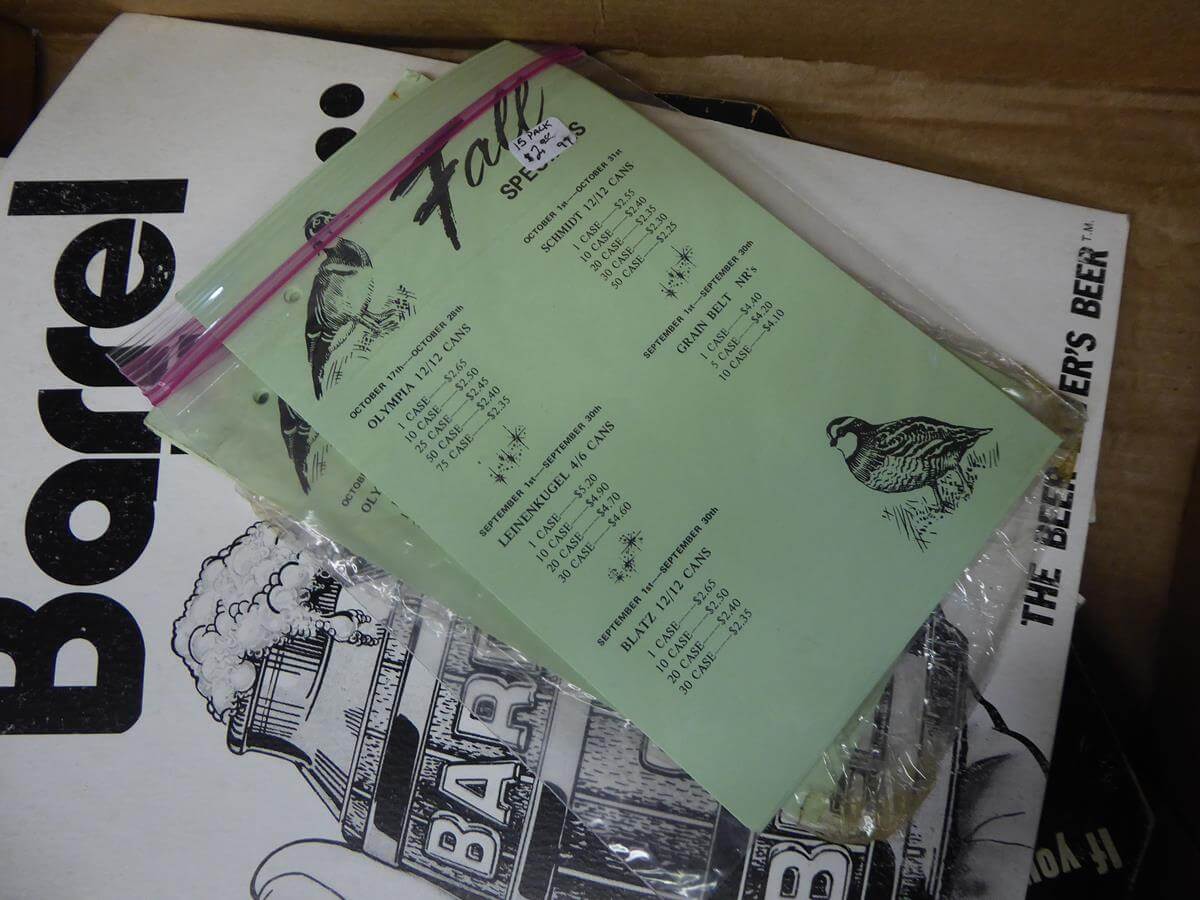 Fall
SPECIALS
15 PACK
$2
OCTOBER 1st—OCTOBER 31st
SCHMIDT 12/12 CANS
1 CASE——$2.55
10 CASE——$2.40
20 CASE——$2.35
30 CASE——$2.30
50 CASE——$2.25
SEPTEMBER 1st—SEPTEMBER 30th
GRAIN BELT NR's
1 CASE——$4.40
5 CASE——$4.20
10 CASE——$4.10
OCTOBER 17th—OCTOBER 28th
OLYMPIA 12/12 CANS
1 CASE——$2.65
10 CASE——$2.50
25 CASE——$2.45
50 CASE——$2.40
75 CASE——$2.35
SEPTEMBER 1st—SEPTEMBER 30th
LEINENKUGEL 4/6 CANS
1 CASE——$5.20
10 CASE——$4.90
20 CASE——$4.70
30 CASE——$4.60
SEPTEMBER 1st—SEPTEMBER 30th
BLATZ 12/12 CANS
1 CASE——$2.65
10 CASE——$2.50
20 CASE——$2.40
30 CASE——$2.35
OCTOB
OLY
Barrel
THE BEER ER'S BEER T.M.
BAR
BARR
If you